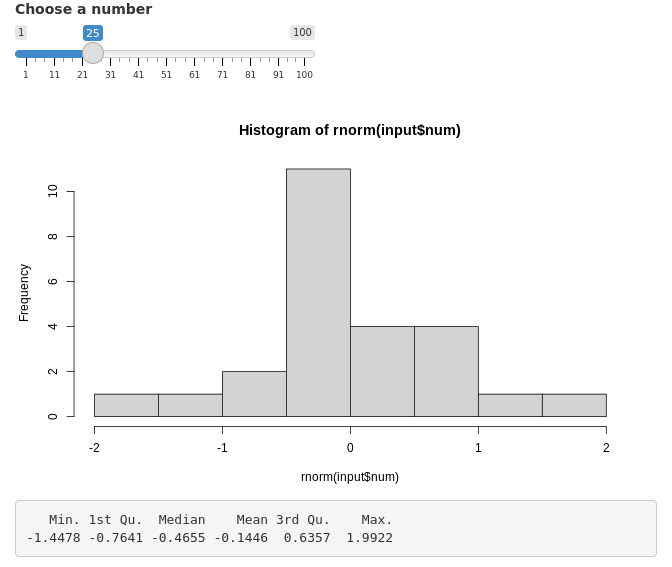 Choose a number
1 25 100
1 11 21 31 41 51 61 71 81 91 100
Histogram of rnorm(input$num)
10
8
6
4
2
0
Frequency
-2 -1 0 1 2
rnorm(input$num)
Min. 1st Qu. Median Mean 3rd Qu. Max.
-1.4478 -0.7641 -0.4655 -0.1446 0.6357 1.9922